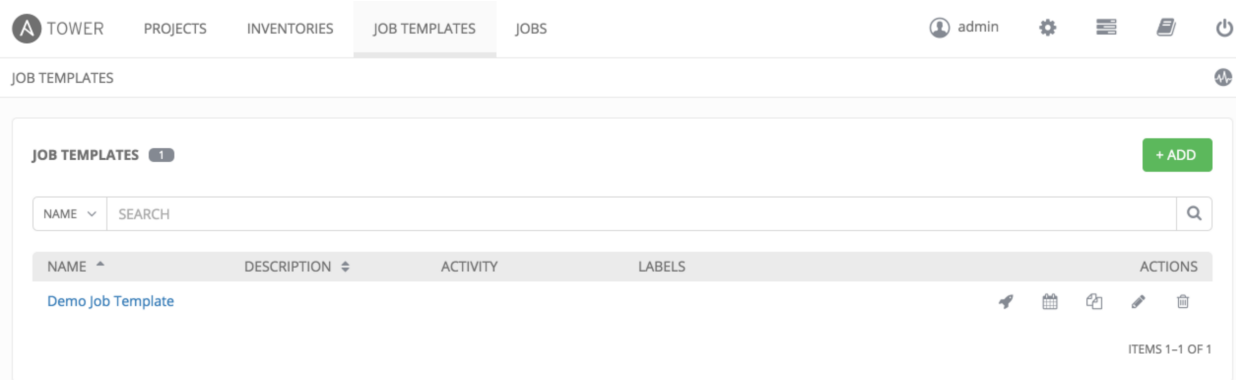 A TOWER PROJECTS INVENTORIES JOB TEMPLATES JOBS admin
JOB TEMPLATES
JOB TEMPLATES 1 + ADD
NAME SEARCH
NAME DESCRIPTION ACTIVITY LABELS ACTIONS
Demo Job Template
ITEMS 1–1 OF 1